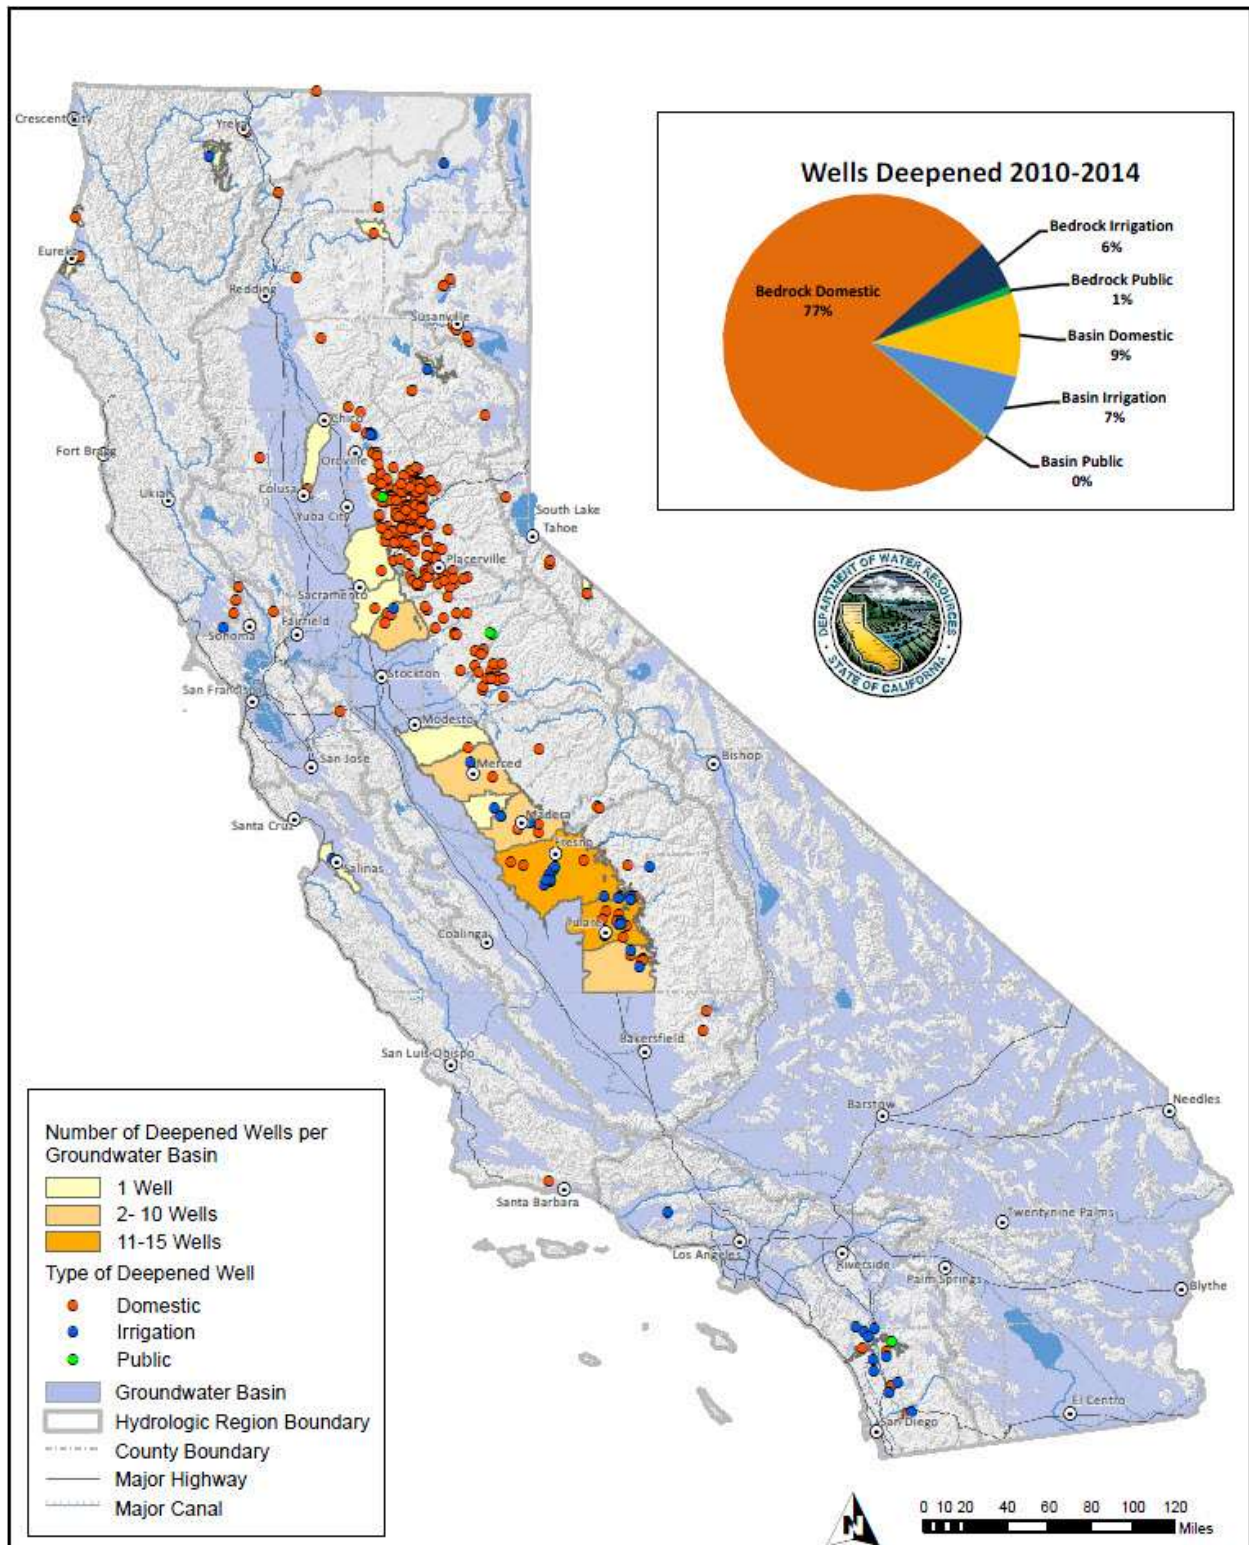 Crescent City
Yreka
Eureka
Redding
Susanville
Chico
Fort Bragg
Oroville
Ukiah
Colusa
Yuba City
South Lake
Tahoe
Placerville
Sacramento
Sonoma
Fairfield
Stockton
San Francisco
Modesto
San Jose
Merced
Bishop
Santa Cruz
Madera
Fresno
Salinas
Tulare
Coalinga
San Luis Obispo
Bakersfield
Barstow
Needles
Santa Barbara
Twentynine Palms
Los Angeles
Riverside
Palm Springs
Blythe
El Centro
San Diego
Wells Deepened 2010-2014
Bedrock Domestic
77%
Bedrock Irrigation
6%
Bedrock Public
1%
Basin Domestic
9%
Basin Irrigation
7%
Basin Public
0%
DEPARTMENT OF WATER RESOURCES
STATE OF CALIFORNIA
Number of Deepened Wells per
Groundwater Basin
1 Well
2- 10 Wells
11-15 Wells
Type of Deepened Well
Domestic
Irrigation
Public
Groundwater Basin
Hydrologic Region Boundary
County Boundary
Major Highway
Major Canal
N
0 10 20 40 60 80 100 120
Miles